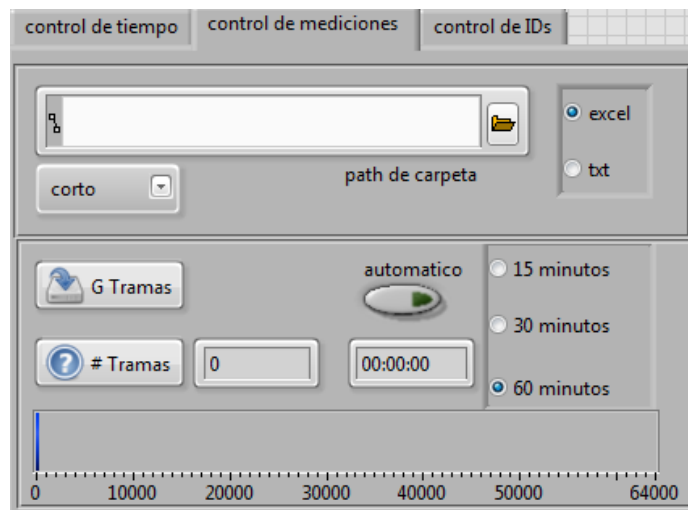 control de tiempo control de mediciones control de IDs
excel
path de carpeta
txt
corto
G Tramas
automatico
15 minutos
30 minutos
# Tramas
0
00:00:00
60 minutos
0 10000 20000 30000 40000 50000 64000